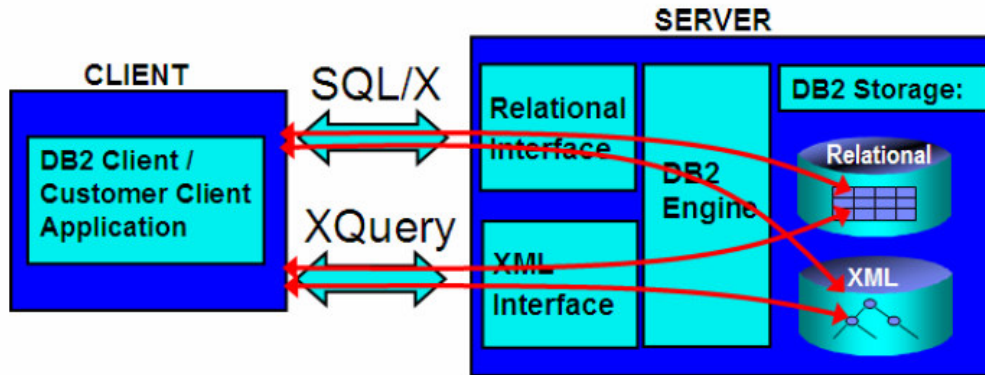 SERVER
CLIENT
SQL/X
DB2 Client /
Customer Client
Application
XQuery
Relational
Interface
XML
Interface
DB2
Engine
DB2 Storage:
Relational
XML